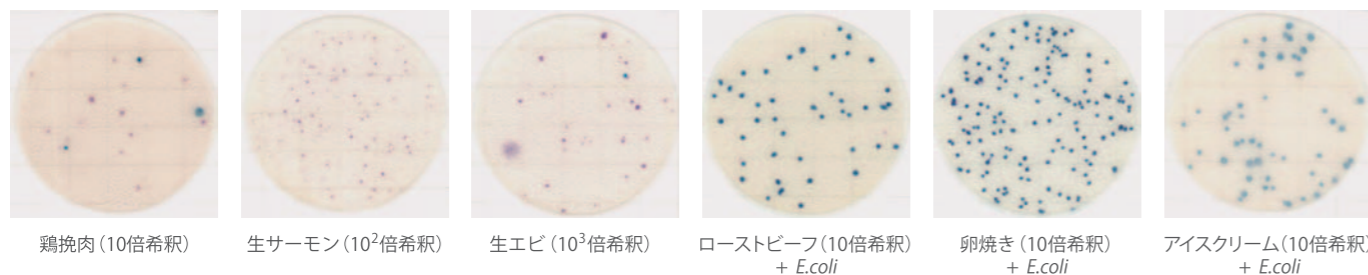 鶏挽肉（10倍希釈）
生サーモン（10²倍希釈）
生エビ（10³倍希釈）
ローストビーフ（10倍希釈）
+ E.coli
卵焼き（10倍希釈）
+ E.coli
アイスクリーム（10倍希釈）
+ E.coli